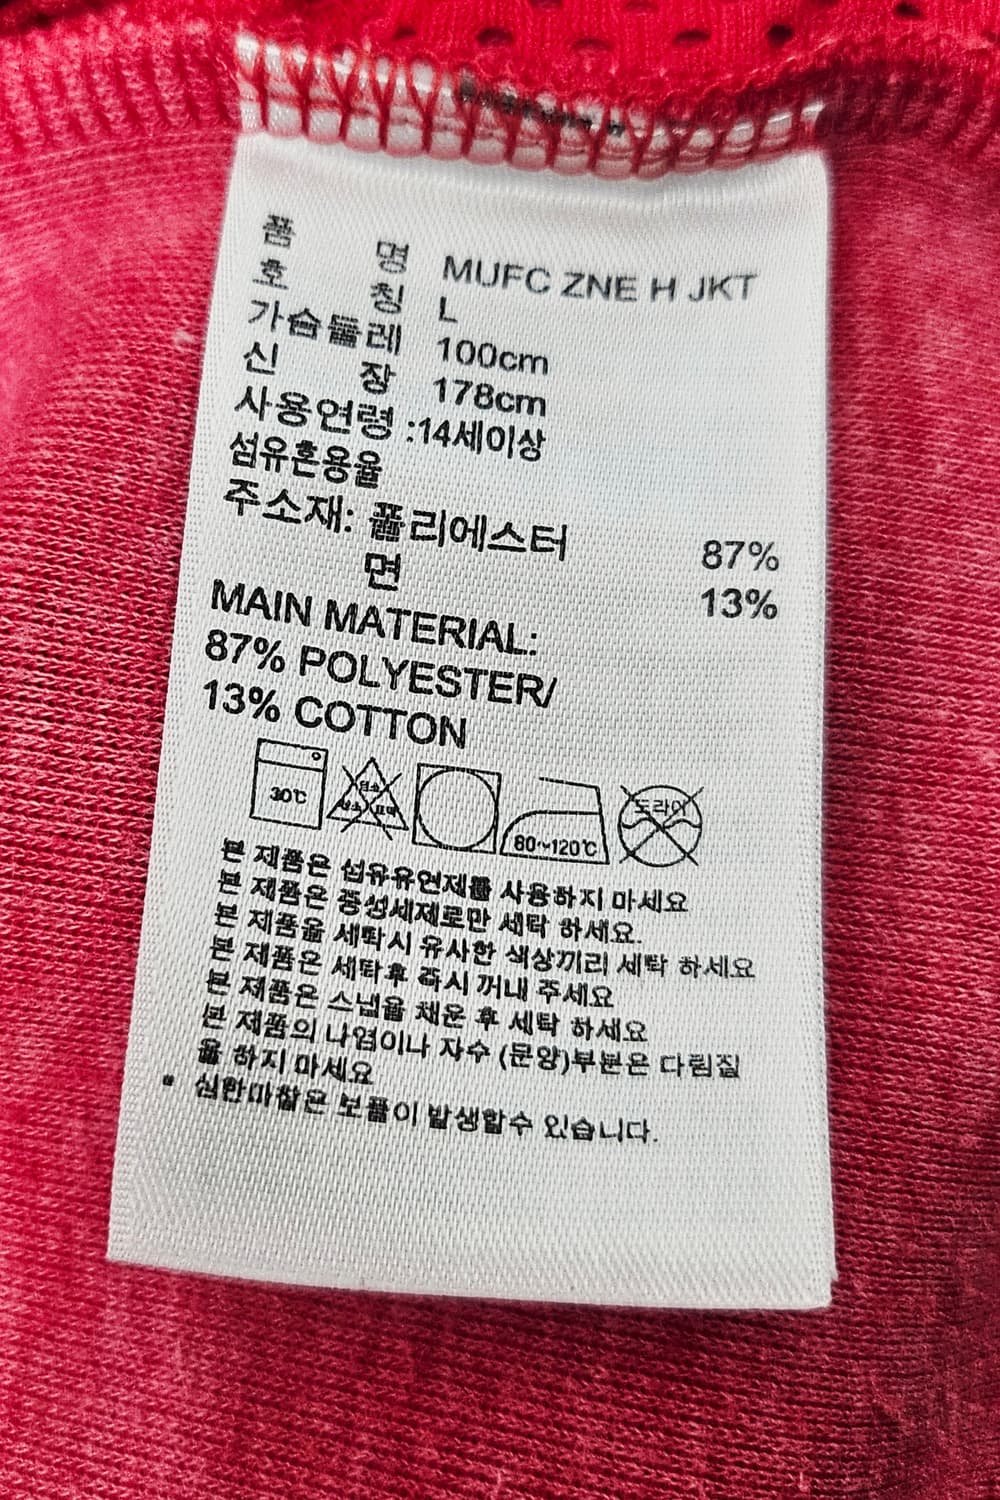 품 명 MUFC ZNE H JKT
호 칭 L
가슴둘레 100cm
신 장 178cm
사용연령 :14세이상
섬유혼용율
주소재: 폴리에스터 87%
면 13%
MAIN MATERIAL:
87% POLYESTER/
13% COTTON
30℃ 염소 산소 표백 80~120℃ 드라이
본 제품은 섬유유연제를 사용하지 마세요
본 제품은 중성세제로만 세탁 하세요.
본 제품을 세탁시 유사한 색상끼리 세탁 하세요
본 제품은 세탁후 즉시 꺼내 주세요
본 제품은 스냅을 채운 후 세탁 하세요
본 제품의 나염이나 자수 (문양)부분은 다림질
을 하지 마세요
* 심한마찰은 보풀이 발생할수 있습니다.